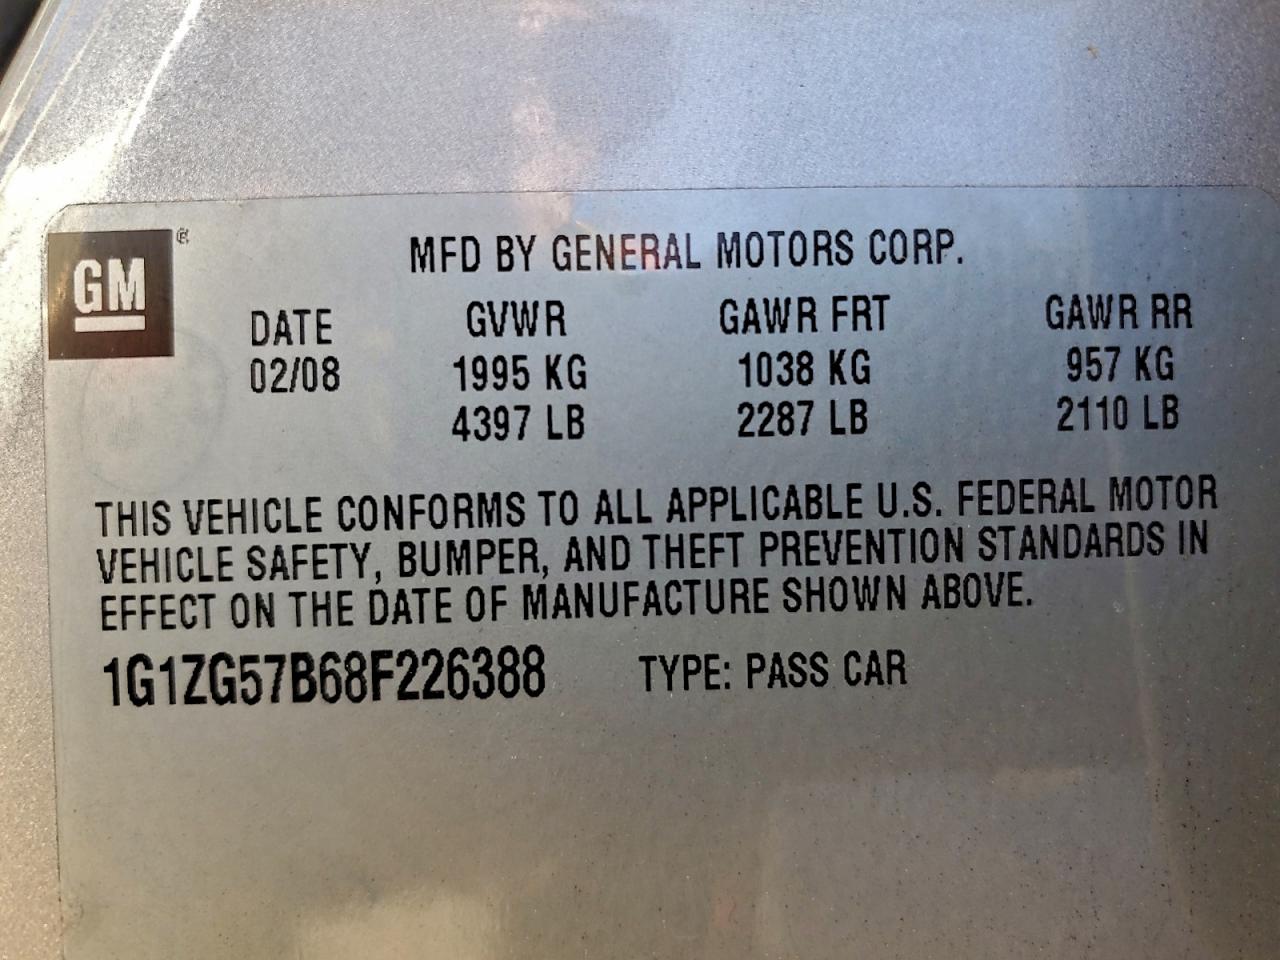 GM
MFD BY GENERAL MOTORS CORP.
DATE GVWR GAWR FRT GAWR RR
02/08 1995 KG 1038 KG 957 KG
4397 LB 2287 LB 2110 LB
THIS VEHICLE CONFORMS TO ALL APPLICABLE U.S. FEDERAL MOTOR
VEHICLE SAFETY, BUMPER, AND THEFT PREVENTION STANDARDS IN
EFFECT ON THE DATE OF MANUFACTURE SHOWN ABOVE.
1G1ZG57B68F226388 TYPE: PASS CAR